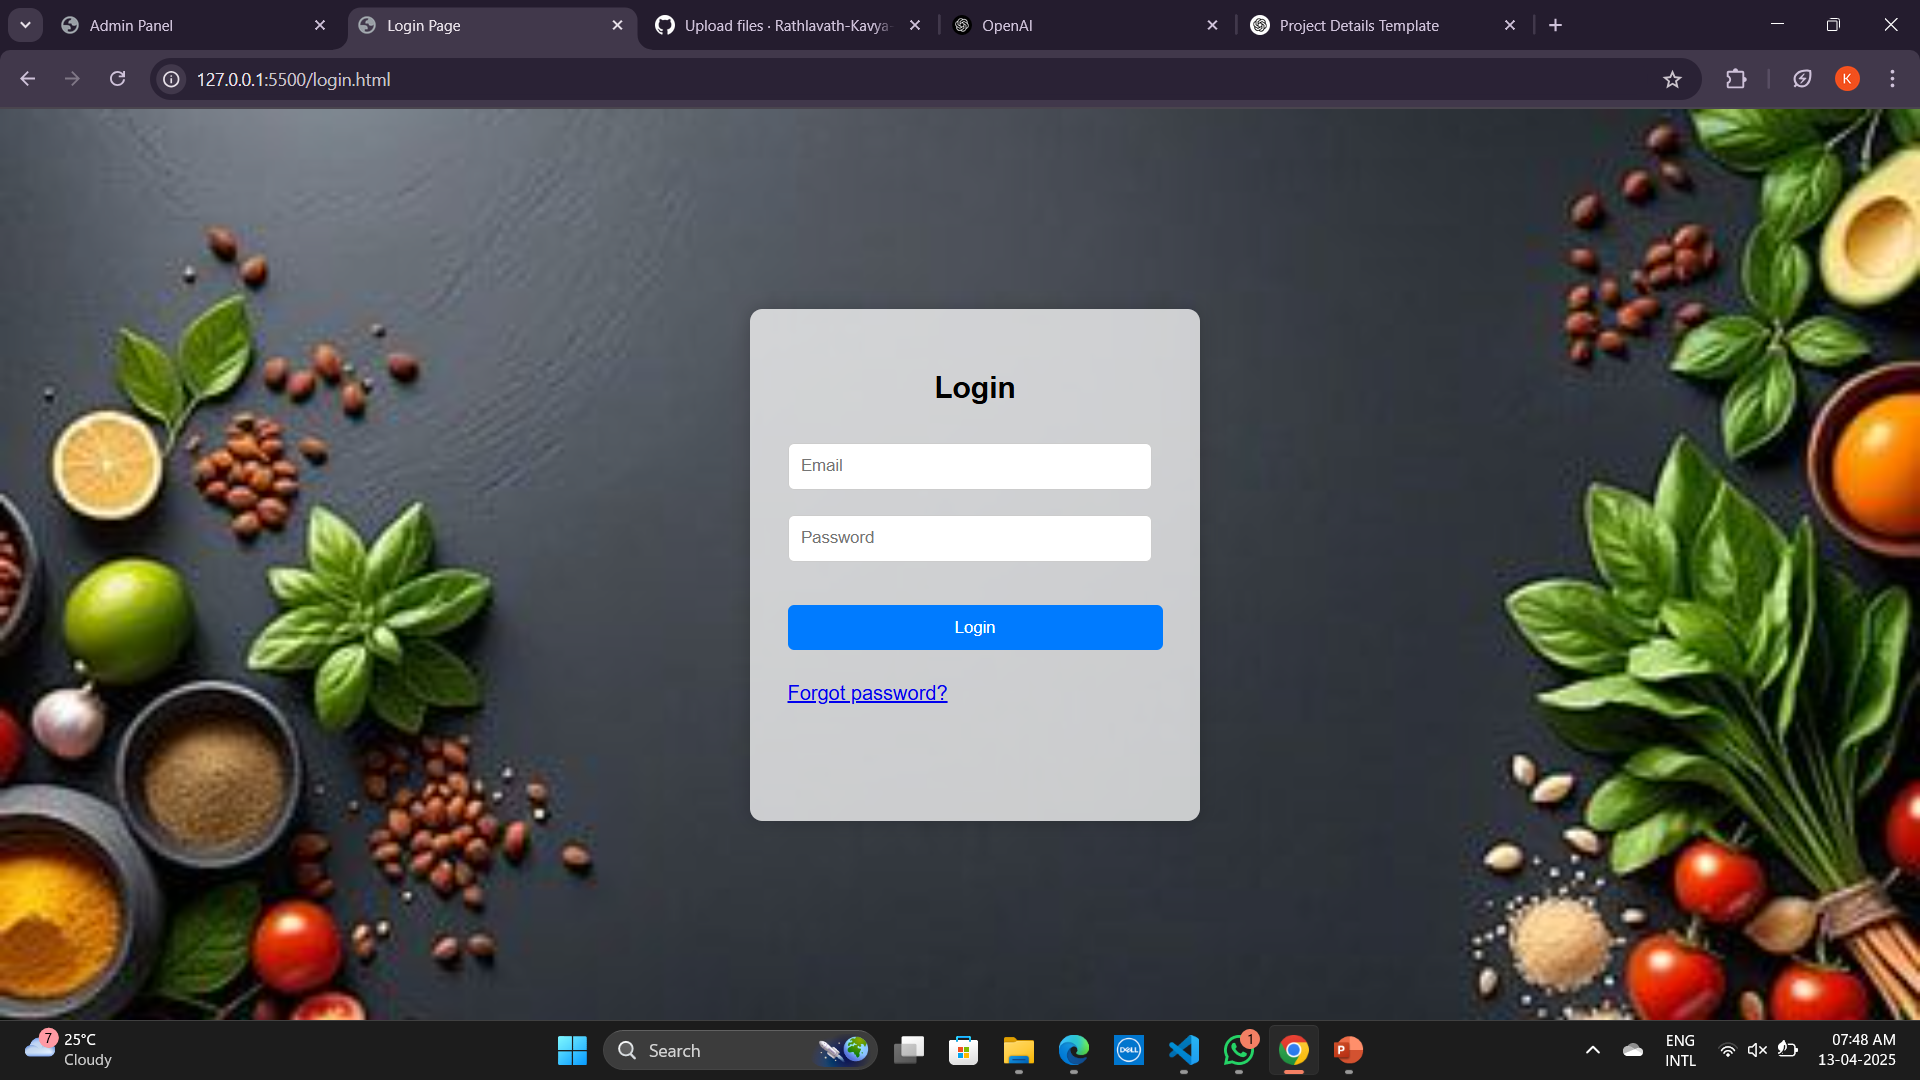 Admin Panel
Login Page
Upload files · Rathlavath-Kavya-
OpenAI
Project Details Template
127.0.0.1:5500/login.html
K
Login
Email
Password
Login
Forgot password?
7
25°C
Cloudy
Search
DELL
1
P
ENG
INTL
07:48 AM
13-04-2025